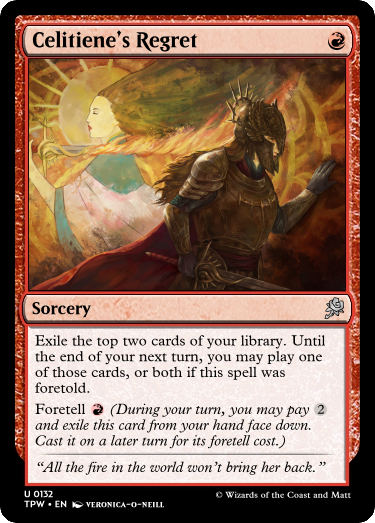 Celitiene's Regret
Sorcery
Exile the top two cards of your library. Until
the end of your next turn, you may play one
of those cards, or both if this spell was
foretold.
Foretell (During your turn, you may pay 2
and exile this card from your hand face down.
Cast it on a later turn for its foretell cost.)
“All the fire in the world won't bring her back.”
U 0132
TPW • EN VERONICA-O-NEILL
© Wizards of the Coast and Matt